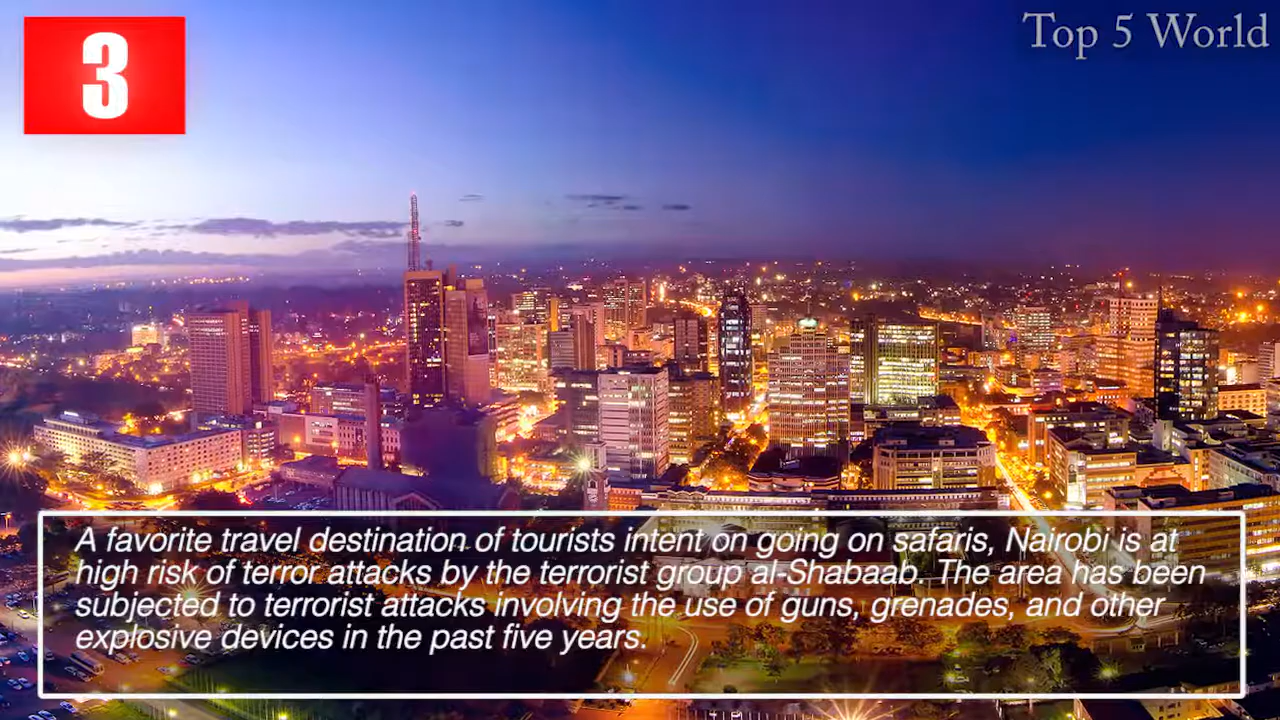 3
Top 5 World
A favorite travel destination of tourists intent on going on safaris, Nairobi is at
high risk of terror attacks by the terrorist group al-Shabaab. The area has been
subjected to terrorist attacks involving the use of guns, grenades, and other
explosive devices in the past five years.